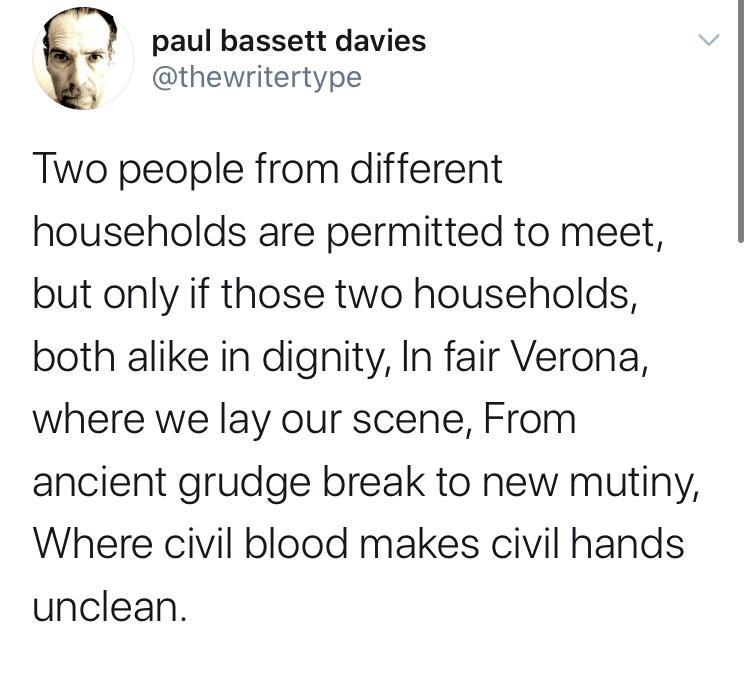 paul bassett davies
@thewritertype
Two people from different
households are permitted to meet,
but only if those two households,
both alike in dignity, In fair Verona,
where we lay our scene, From
ancient grudge break to new mutiny,
Where civil blood makes civil hands
unclean.